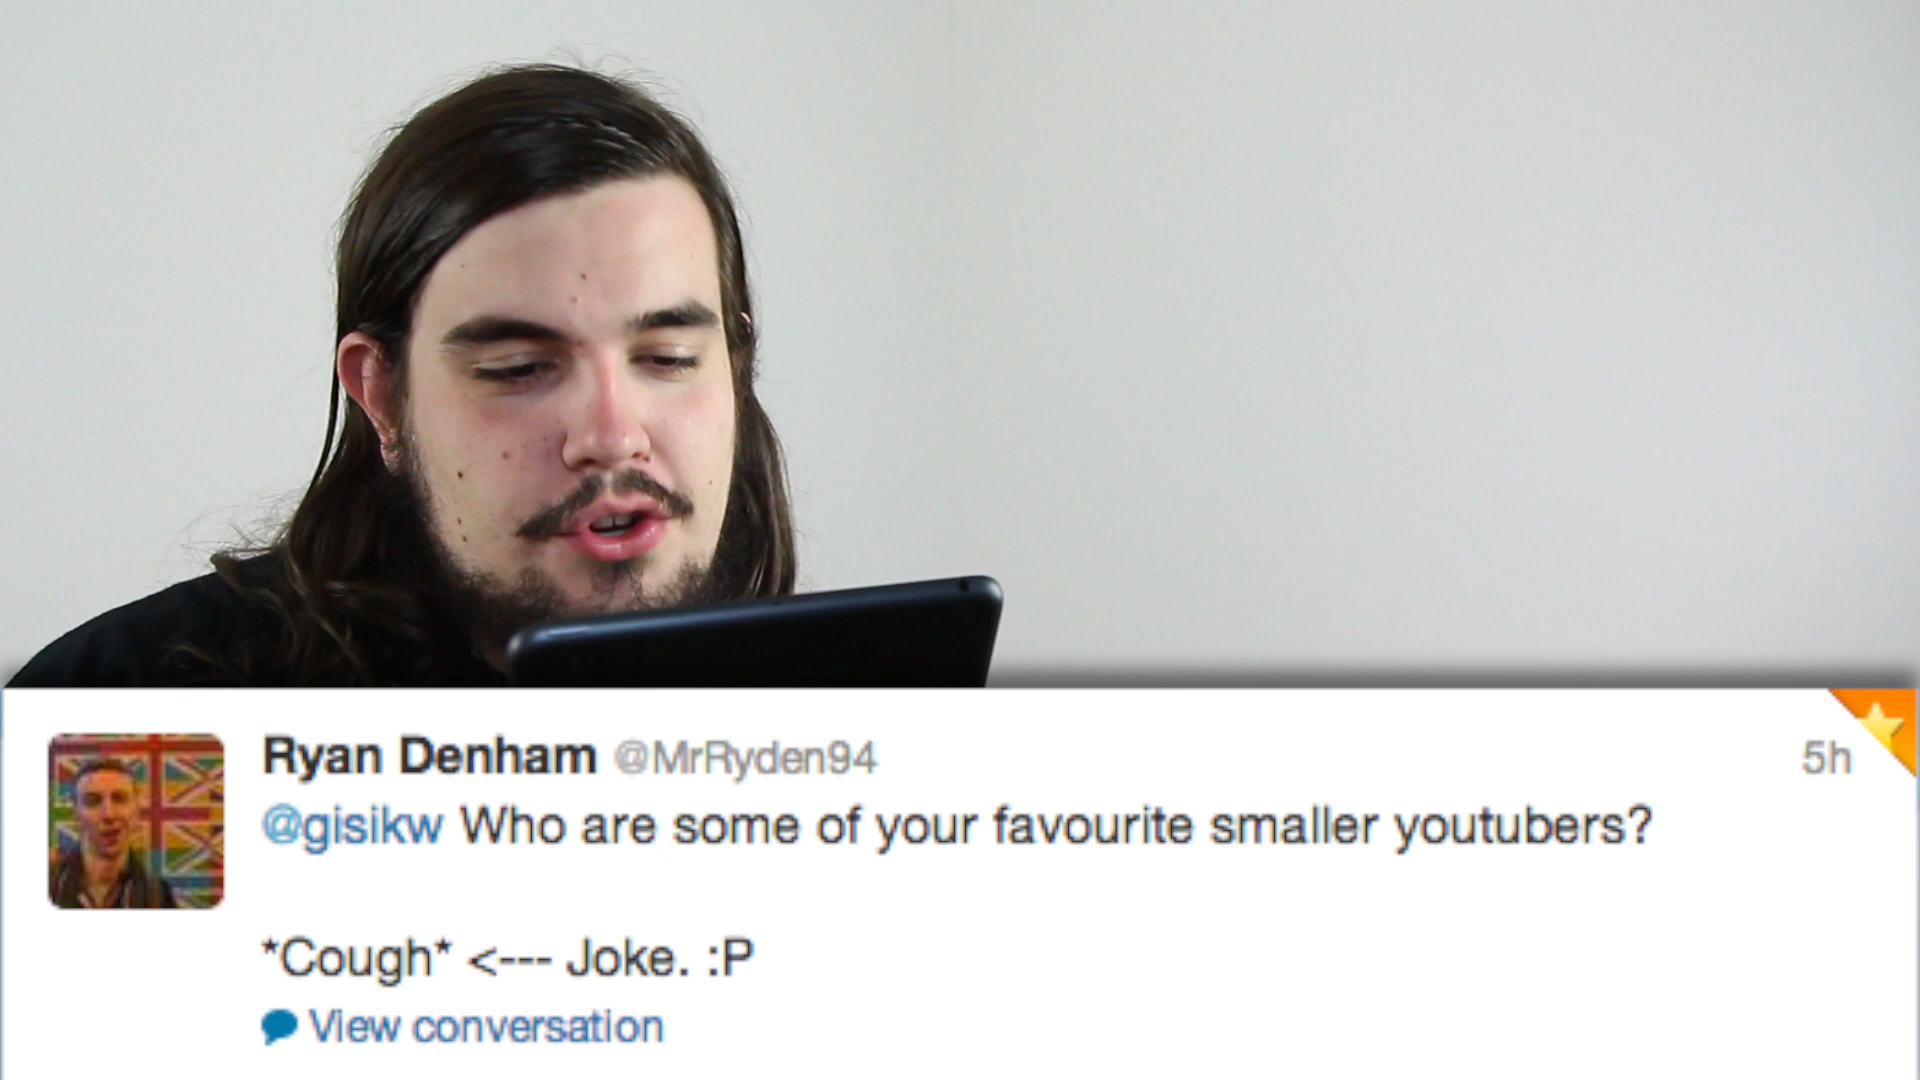 Ryan Denham @MrRyden94 5h
@gisikw Who are some of your favourite smaller youtubers?
*Cough* <--- Joke. :P
View conversation